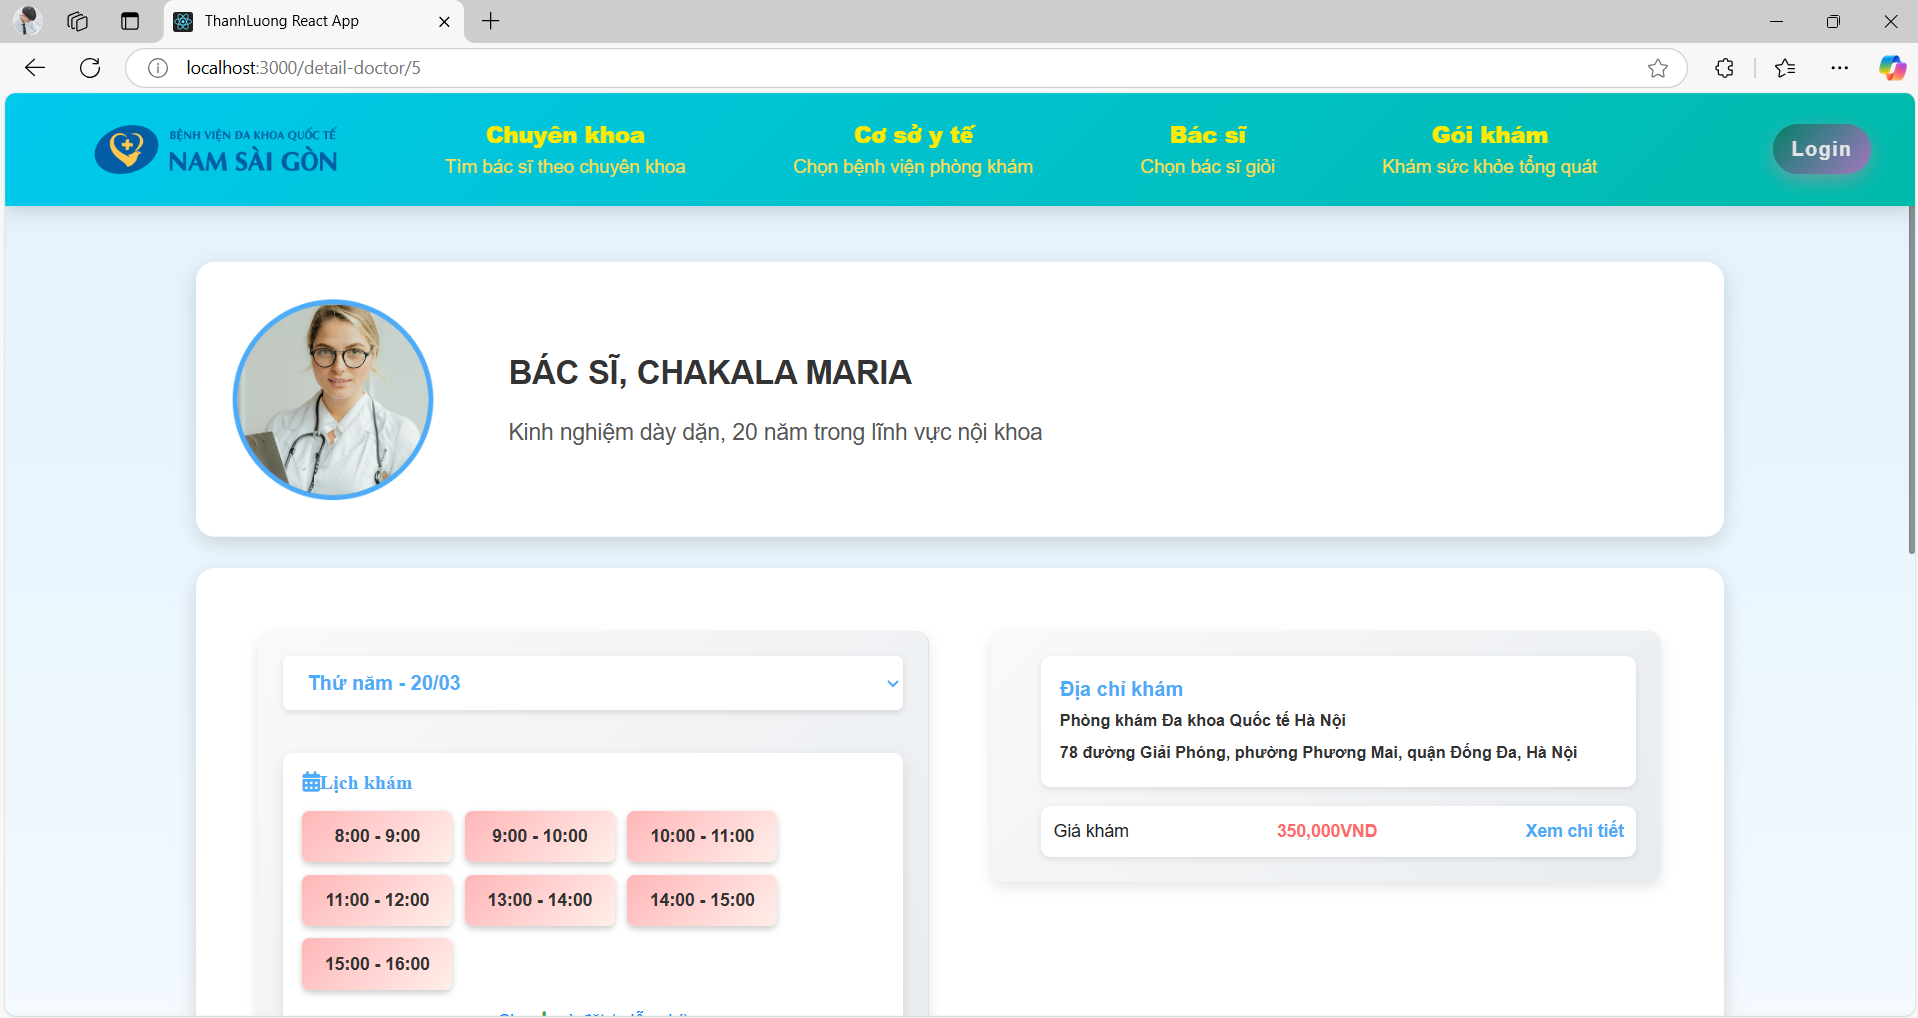 ThanhLuong React App
localhost:3000/detail-doctor/5
BỆNH VIỆN ĐA KHOA QUỐC TẾ
NAM SÀI GÒN
Chuyên khoa
Tìm bác sĩ theo chuyên khoa
Cơ sở y tế
Chọn bệnh viện phòng khám
Bác sĩ
Chọn bác sĩ giỏi
Gói khám
Khám sức khỏe tổng quát
Login
BÁC SĨ, CHAKALA MARIA
Kinh nghiệm dày dặn, 20 năm trong lĩnh vực nội khoa
Thứ năm - 20/03
Lịch khám
8:00 - 9:00
9:00 - 10:00
10:00 - 11:00
11:00 - 12:00
13:00 - 14:00
14:00 - 15:00
15:00 - 16:00
Địa chỉ khám
Phòng khám Đa khoa Quốc tế Hà Nội
78 đường Giải Phóng, phường Phương Mai, quận Đống Đa, Hà Nội
Giá khám
350,000VND
Xem chi tiết